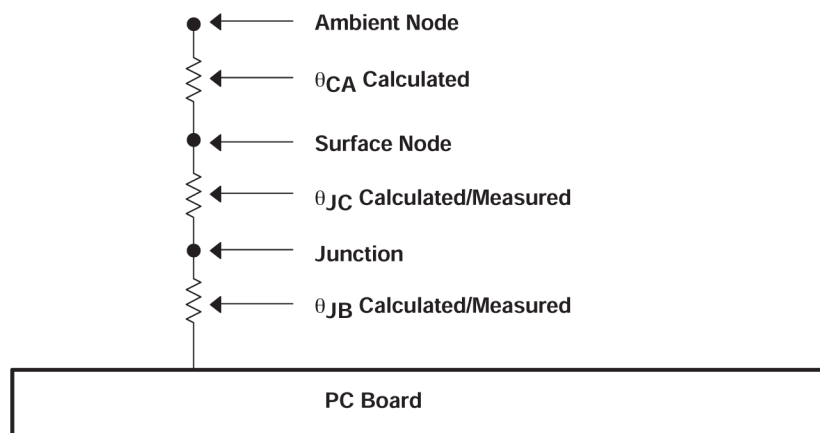 Ambient Node
θCA Calculated
Surface Node
θJC Calculated/Measured
Junction
θJB Calculated/Measured
PC Board